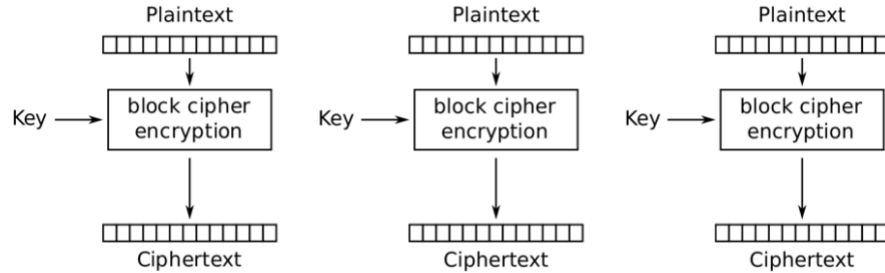 Plaintext
Plaintext
Plaintext
Key
block cipher
encryption
Key
block cipher
encryption
Key
block cipher
encryption
Ciphertext
Ciphertext
Ciphertext